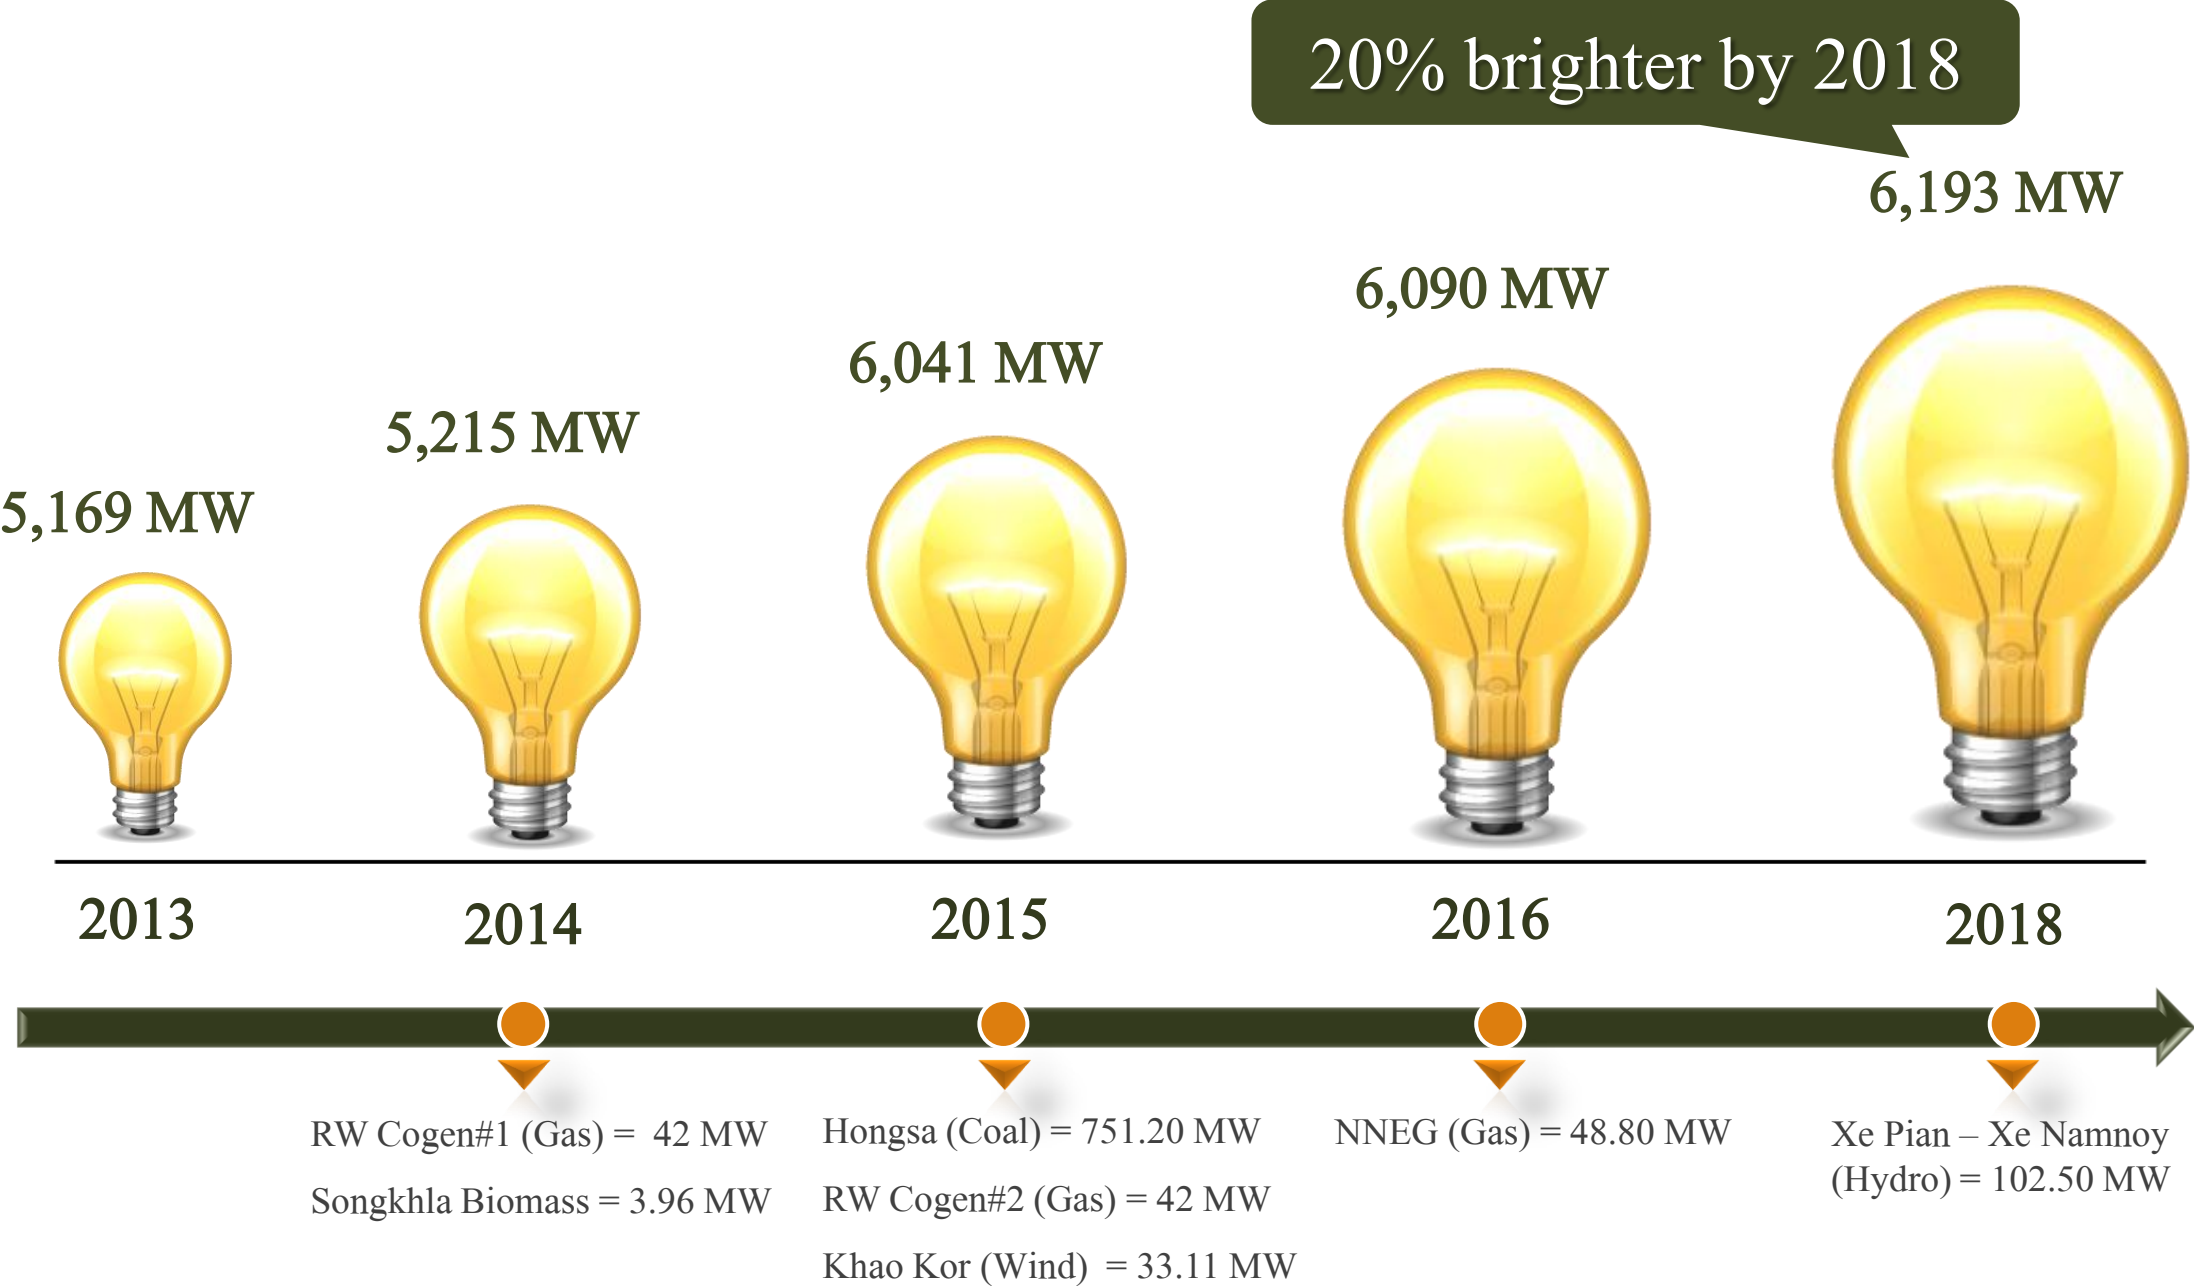 20% brighter by 2018
6,193 MW
6,090 MW
6,041 MW
5,215 MW
5,169 MW
2013
2014
2015
2016
2018
RW Cogen#1 (Gas) = 42 MW
Songkhla Biomass = 3.96 MW
Hongsa (Coal) = 751.20 MW
RW Cogen#2 (Gas) = 42 MW
Khao Kor (Wind) = 33.11 MW
NNEG (Gas) = 48.80 MW
Xe Pian – Xe Namnoy
(Hydro) = 102.50 MW